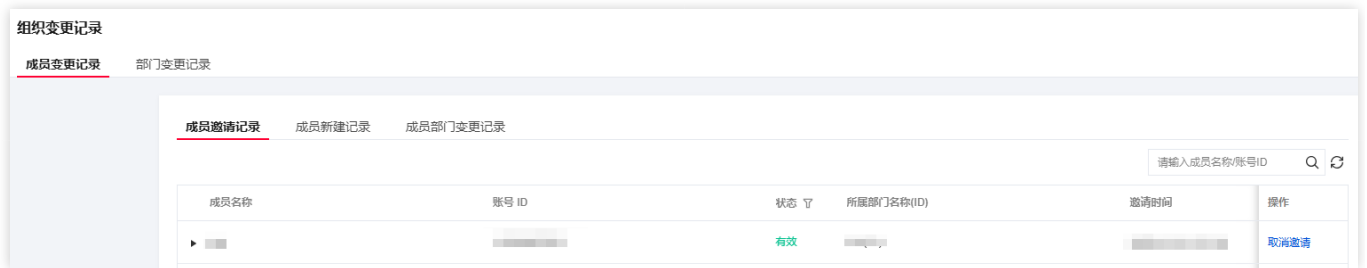 组织变更记录
成员变更记录 部门变更记录
成员邀请记录 成员新建记录 成员部门变更记录
请输入成员名称/账号ID
成员名称 账号 ID 状态 所属部门名称(ID) 邀请时间 操作
有效 取消邀请